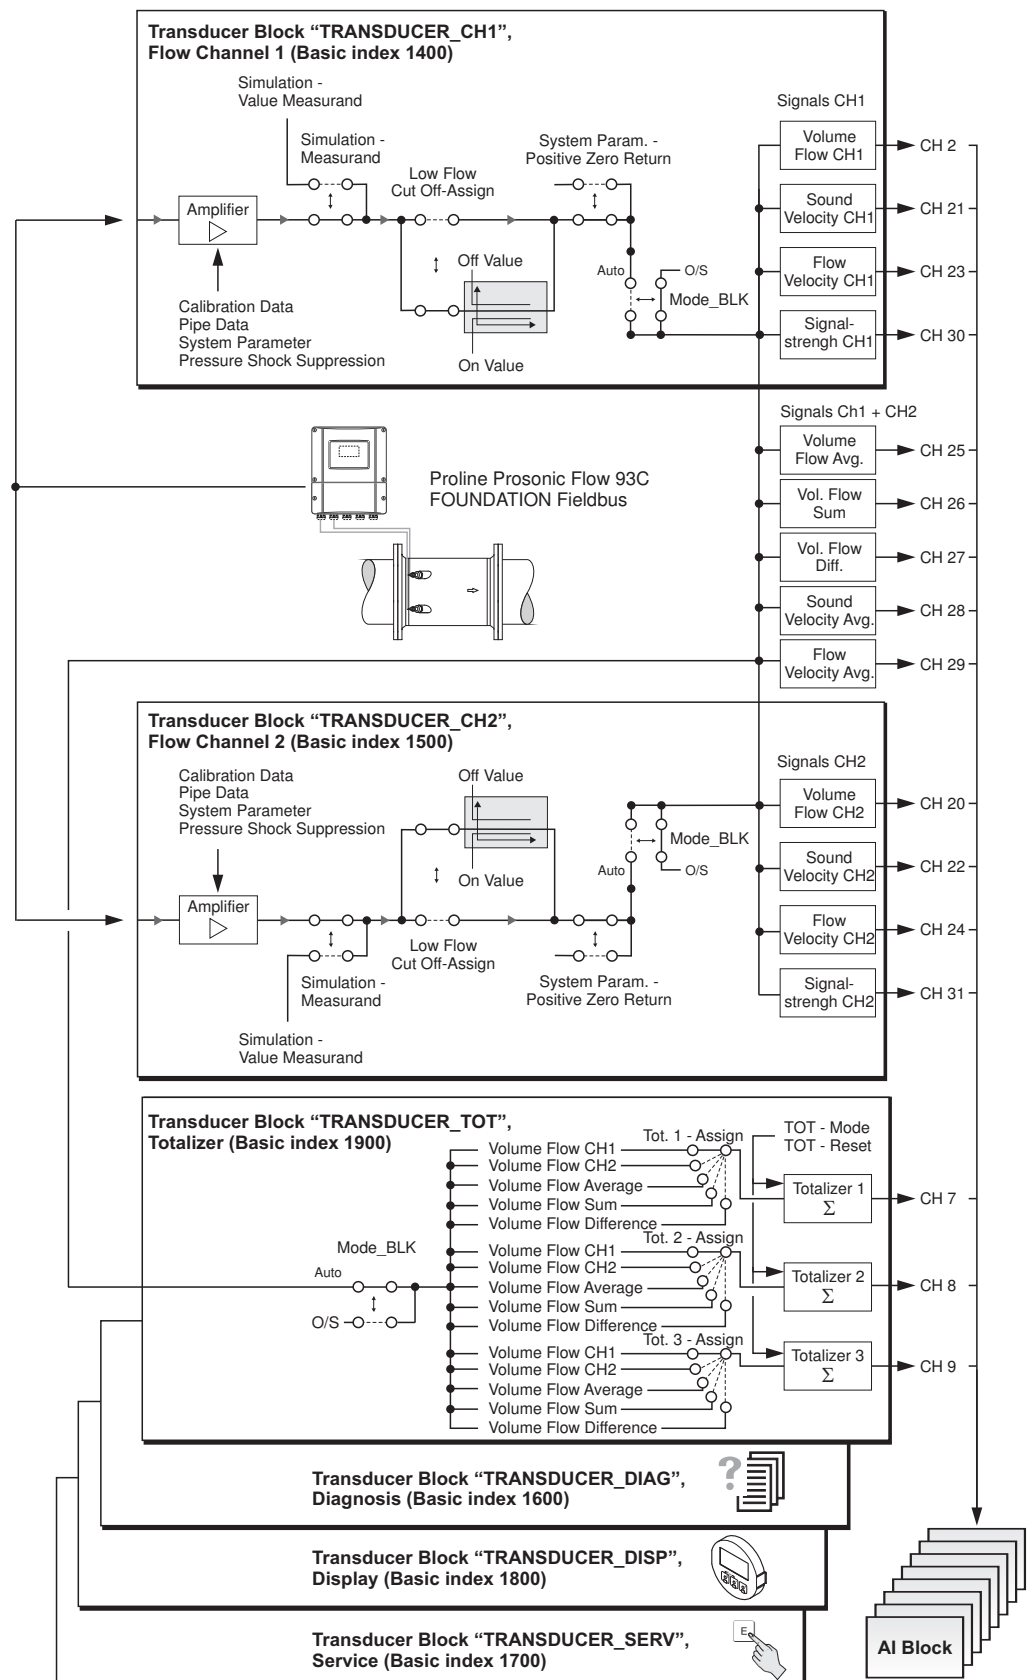 Transducer Block “TRANSDUCER_CH1”,
Flow Channel 1 (Basic index 1400)
Simulation -
Value Measurand
Signals CH1
Simulation -
Measurand
System Param. -
Positive Zero Return
Low Flow
Cut Off-Assign
Amplifier
Off Value
Auto
O/S
Mode_BLK
Calibration Data
Pipe Data
System Parameter
Pressure Shock Suppression
On Value
Volume
Flow CH1
CH 2
Sound
Velocity CH1
CH 21
Flow
Velocity CH1
CH 23
Signal-
strengh CH1
CH 30
Signals Ch1 + CH2
Volume
Flow Avg.
CH 25
Vol. Flow
Sum
CH 26
Vol. Flow
Diff.
CH 27
Sound
Velocity Avg.
CH 28
Flow
Velocity Avg.
CH 29
Proline Prosonic Flow 93C
FOUNDATION Fieldbus
Transducer Block “TRANSDUCER_CH2”,
Flow Channel 2 (Basic index 1500)
Calibration Data
Pipe Data
System Parameter
Pressure Shock Suppression
Off Value
On Value
Mode_BLK
Auto
O/S
Amplifier
Low Flow
Cut Off-Assign
Simulation -
Measurand
System Param. -
Positive Zero Return
Simulation -
Value Measurand
Signals CH2
Volume
Flow CH2
CH 20
Sound
Velocity CH2
CH 22
Flow
Velocity CH2
CH 24
Signal-
strengh CH2
CH 31
Transducer Block “TRANSDUCER_TOT”,
Totalizer (Basic index 1900)
Mode_BLK
Auto
O/S
Tot. 1 - Assign
Volume Flow CH1
Volume Flow CH2
Volume Flow Average
Volume Flow Sum
Volume Flow Difference
Tot. 2 - Assign
Volume Flow CH1
Volume Flow CH2
Volume Flow Average
Volume Flow Sum
Volume Flow Difference
Tot. 3 - Assign
Volume Flow CH1
Volume Flow CH2
Volume Flow Average
Volume Flow Sum
Volume Flow Difference
TOT - Mode
TOT - Reset
Totalizer 1
Σ
CH 7
Totalizer 2
Σ
CH 8
Totalizer 3
Σ
CH 9
Transducer Block “TRANSDUCER_DIAG”,
Diagnosis (Basic index 1600)
?
Transducer Block “TRANSDUCER_DISP”,
Display (Basic index 1800)
Transducer Block “TRANSDUCER_SERV”,
Service (Basic index 1700)
E
AI Block